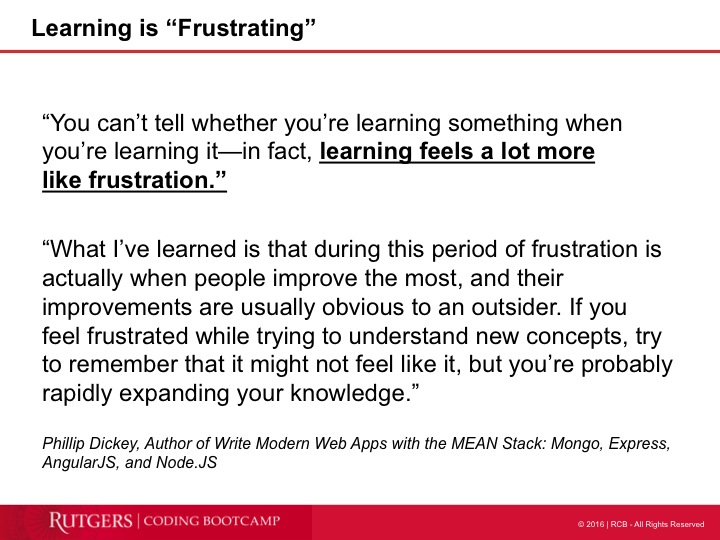 Learning is “Frustrating”
“You can’t tell whether you’re learning something when
you’re learning it—in fact, learning feels a lot more
like frustration.”
“What I’ve learned is that during this period of frustration is
actually when people improve the most, and their
improvements are usually obvious to an outsider. If you
feel frustrated while trying to understand new concepts, try
to remember that it might not feel like it, but you’re probably
rapidly expanding your knowledge.”
Phillip Dickey, Author of Write Modern Web Apps with the MEAN Stack: Mongo, Express,
AngularJS, and Node.JS
RUTGERS | CODING BOOTCAMP
© 2016 | RCB - All Rights Reserved